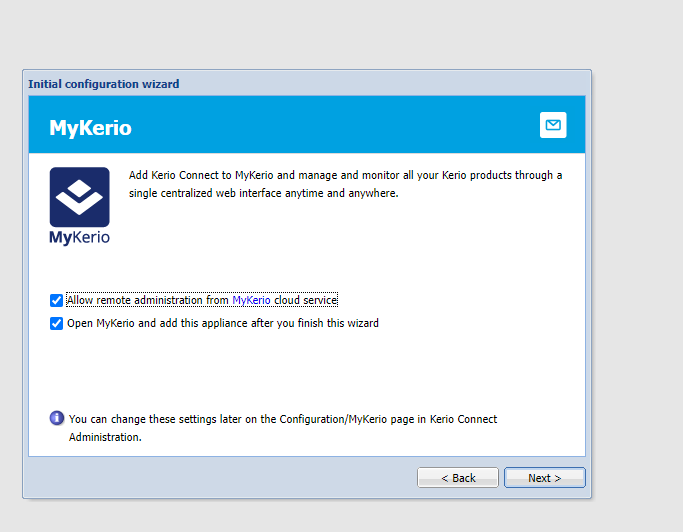 Initial configuration wizard
MyKerio
Add Kerio Connect to MyKerio and manage and monitor all your Kerio products through a
single centralized web interface anytime and anywhere.
MyKerio
Allow remote administration from MyKerio cloud service
Open MyKerio and add this appliance after you finish this wizard
You can change these settings later on the Configuration/MyKerio page in Kerio Connect
Administration.
< Back Next >